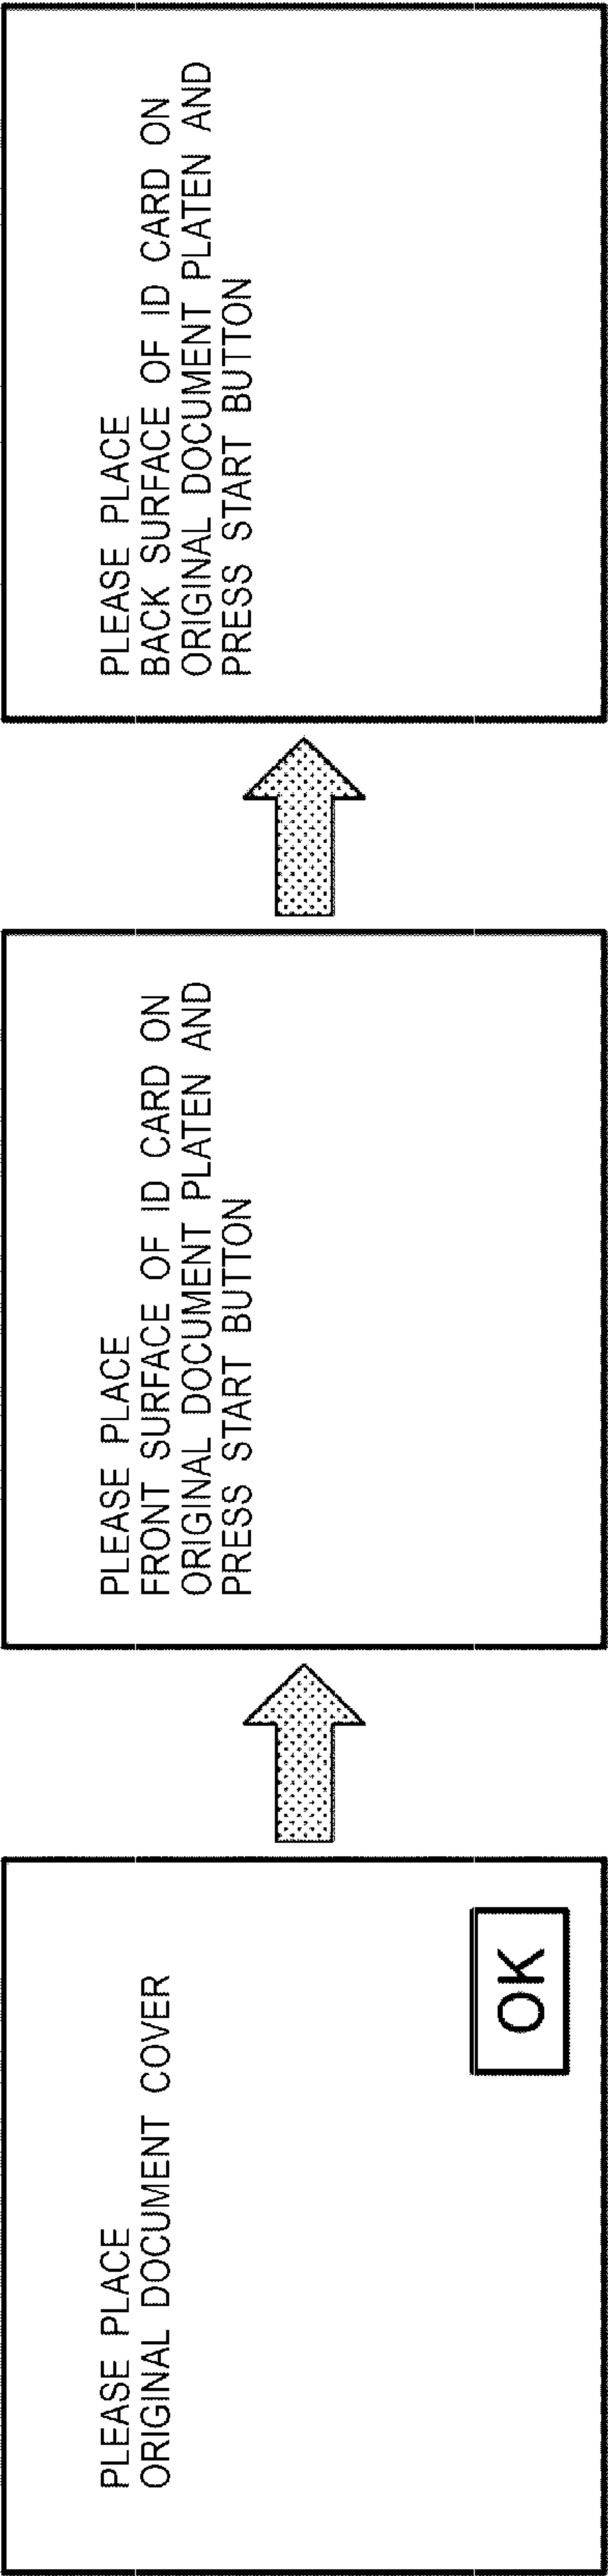 PLEASE PLACE
ORIGINAL DOCUMENT COVER
OK
PLEASE PLACE
FRONT SURFACE OF ID CARD ON
ORIGINAL DOCUMENT PLATEN AND
PRESS START BUTTON
PLEASE PLACE
BACK SURFACE OF ID CARD ON
ORIGINAL DOCUMENT PLATEN AND
PRESS START BUTTON